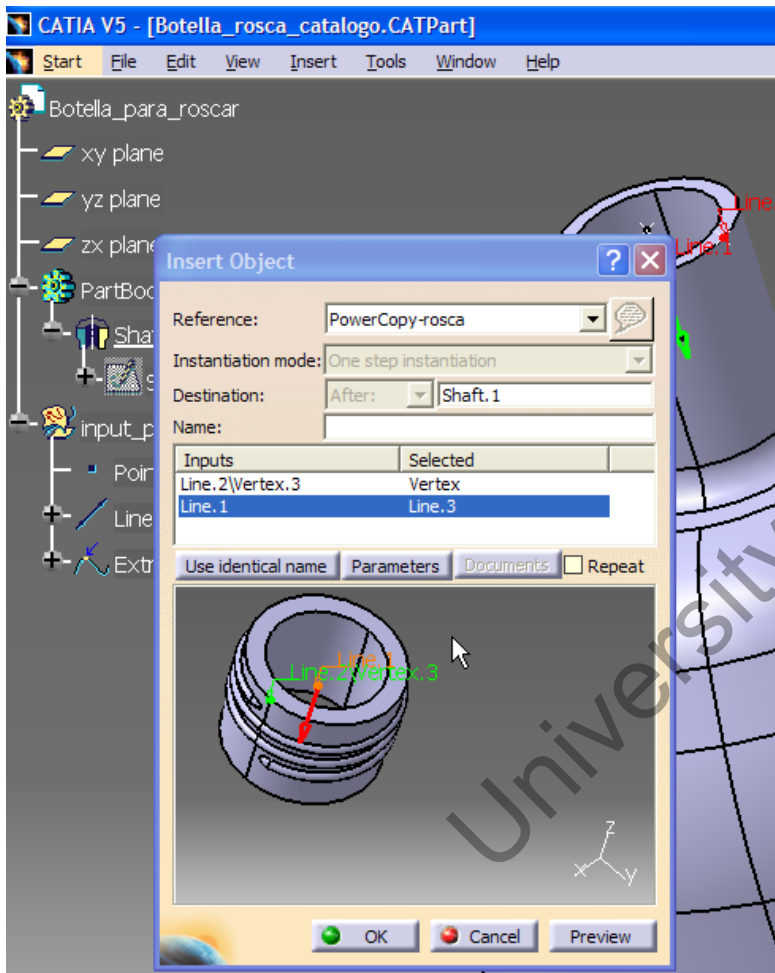 CATIA V5 - [Botella_rosca_catalogo.CATPart]
Start File Edit View Insert Tools Window Help
Botella_para_roscar
xy plane
yz plane
zx plane
Line.
Line.1
Insert Object
PartBod
Reference: PowerCopy-rosca
Sha
Instantiation mode: One step instantiation
S
Destination: After: Shaft.1
input_p
Name:
Inputs Selected
Poin
Line.2\Vertex.3 Vertex
Line.1 Line.3
Line
Extr
Use identical name Parameters Documents Repeat
Line.1
Line.2\Vertex.3
University
z
x y
OK Cancel Preview